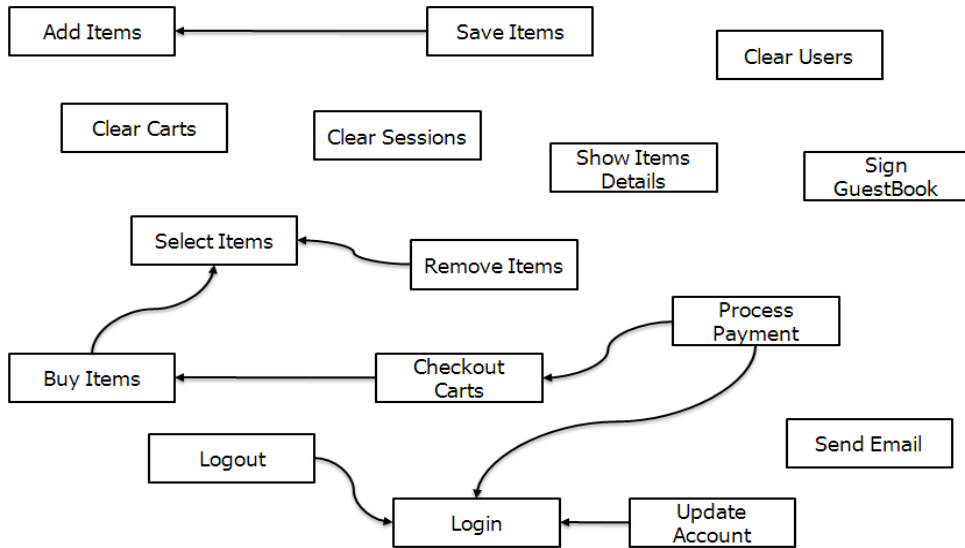 Add Items
Save Items
Clear Users
Clear Carts
Clear Sessions
Show Items
Details
Sign
GuestBook
Select Items
Remove Items
Process
Payment
Buy Items
Checkout
Carts
Logout
Send Email
Login
Update
Account